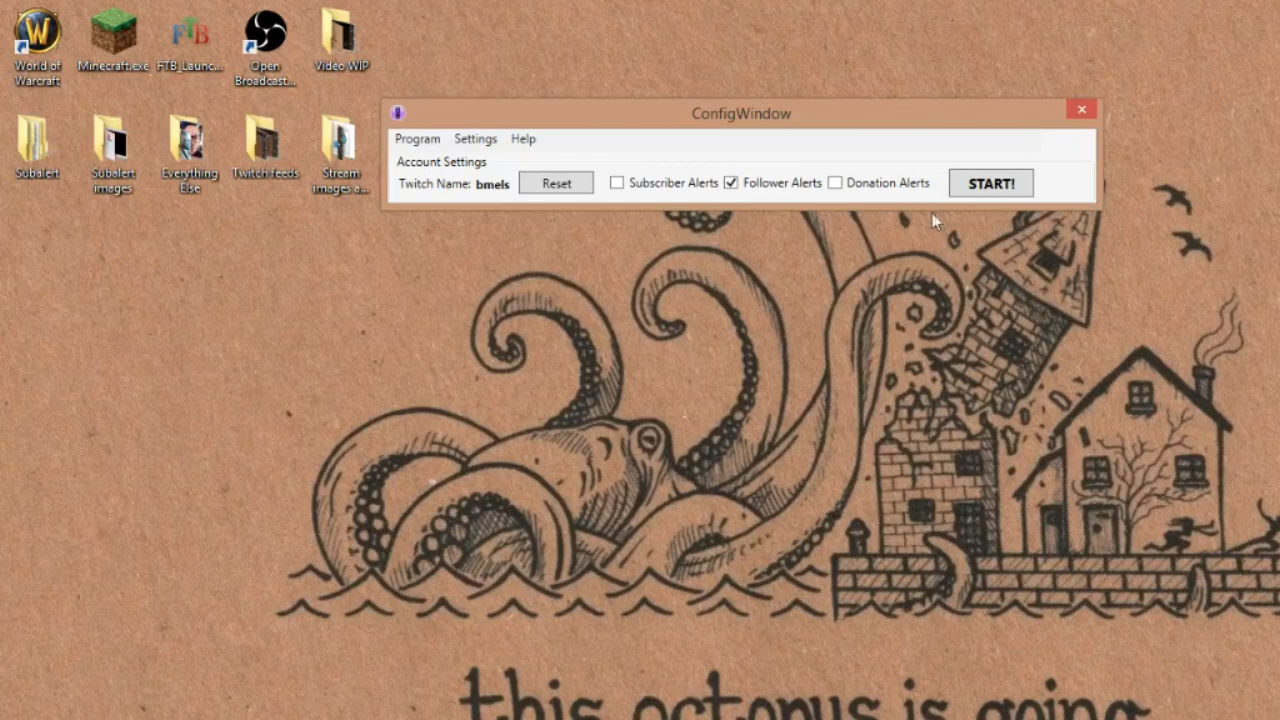 World of
Warcraft
Minecraft.exe
FTB_Launc...
Open
Broadcast...
Video WIP
Subalert
Subalert
images
Everything
Else
Twitch feeds
Stream
images a...
ConfigWindow
Program Settings Help
Account Settings
Twitch Name: bmels Reset Subscriber Alerts Follower Alerts Donation Alerts START!
this octopus is going